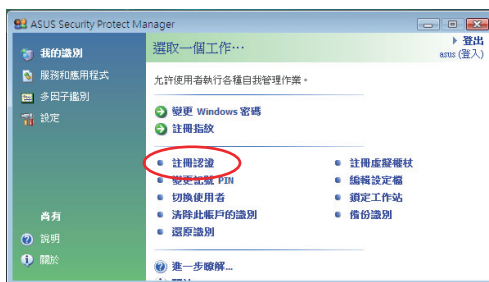 ASUS Security Protect Manager
我的識別
服務和應用程式
多因子鑑別
設定
尚有
說明
關於
選取一個工作…
登出
asus (登入)
允許使用者執行各種自我管理作業。
變更 Windows 密碼
註冊指紋
註冊認證
註冊虛擬權杖
變更記號 PIN
編輯設定檔
切換使用者
鎖定工作站
清除此帳戶的識別
備份識別
還原識別
進一步瞭解...